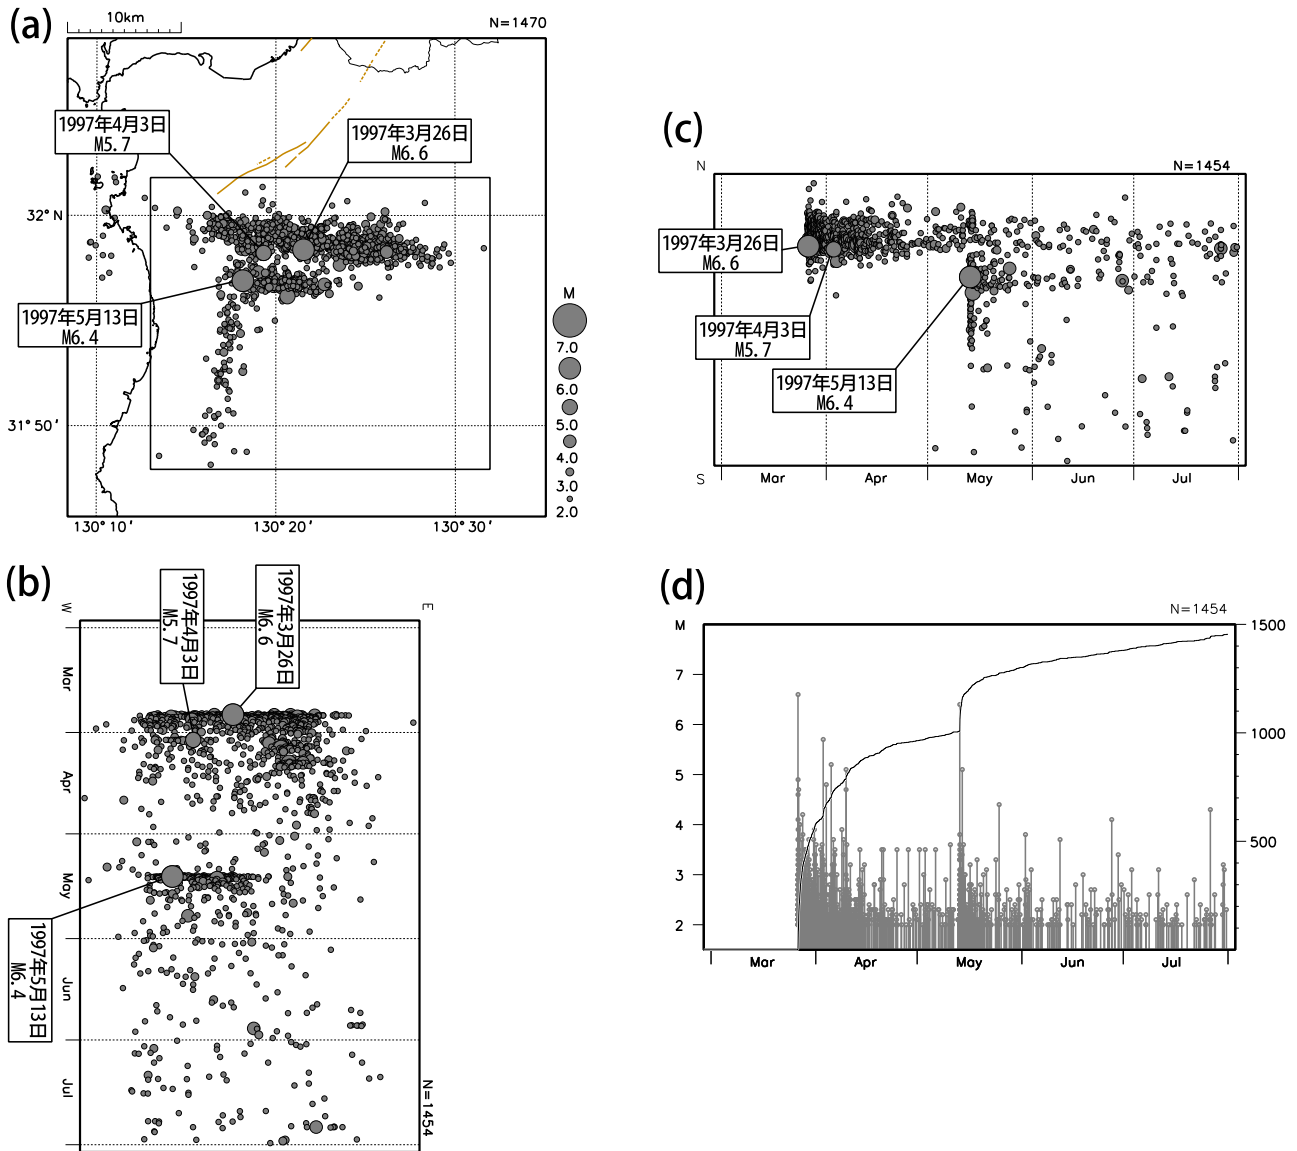 (a)
10km
N=1470
1997年4月3日
M5.7
1997年3月26日
M6.6
32° N
1997年5月13日
M6.4
31° 50′
130° 10′
130° 20′
130° 30′
M
7.0
6.0
5.0
4.0
3.0
2.0
(c)
N
N=1454
1997年3月26日
M6.6
1997年4月3日
M5.7
1997年5月13日
M6.4
S
Mar
Apr
May
Jun
Jul
(b)
W
E
1997年4月3日
M5.7
1997年3月26日
M6.6
Mar
Apr
May
1997年5月13日
M6.4
Jun
Jul
N=1454
(d)
N=1454
M
1500
7
6
1000
5
4
500
3
2
Mar
Apr
May
Jun
Jul